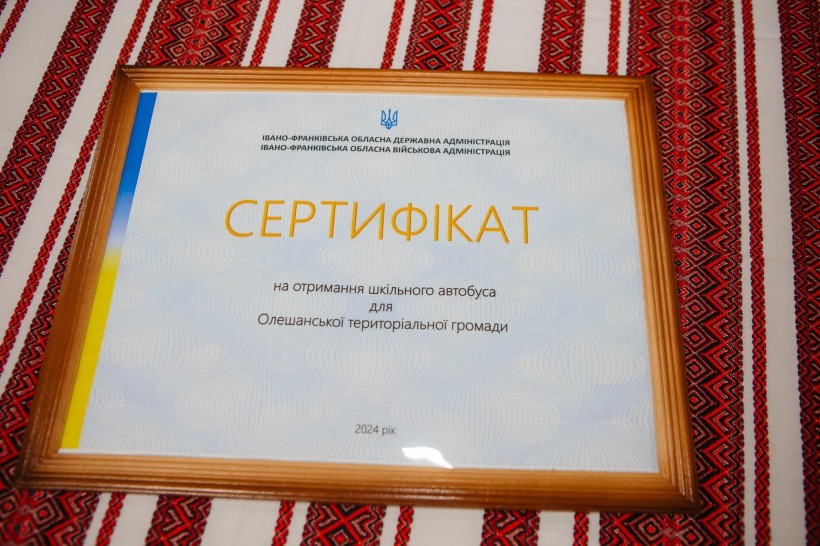 ІВАНО-ФРАНКІВСЬКА ОБЛАСНА ДЕРЖАВНА АДМІНІСТРАЦІЯ
ІВАНО-ФРАНКІВСЬКА ОБЛАСНА ВІЙСЬКОВА АДМІНІСТРАЦІЯ
СЕРТИФІКАТ
на отримання шкільного автобуса
для
Олешанської територіальної громади
2024 рік